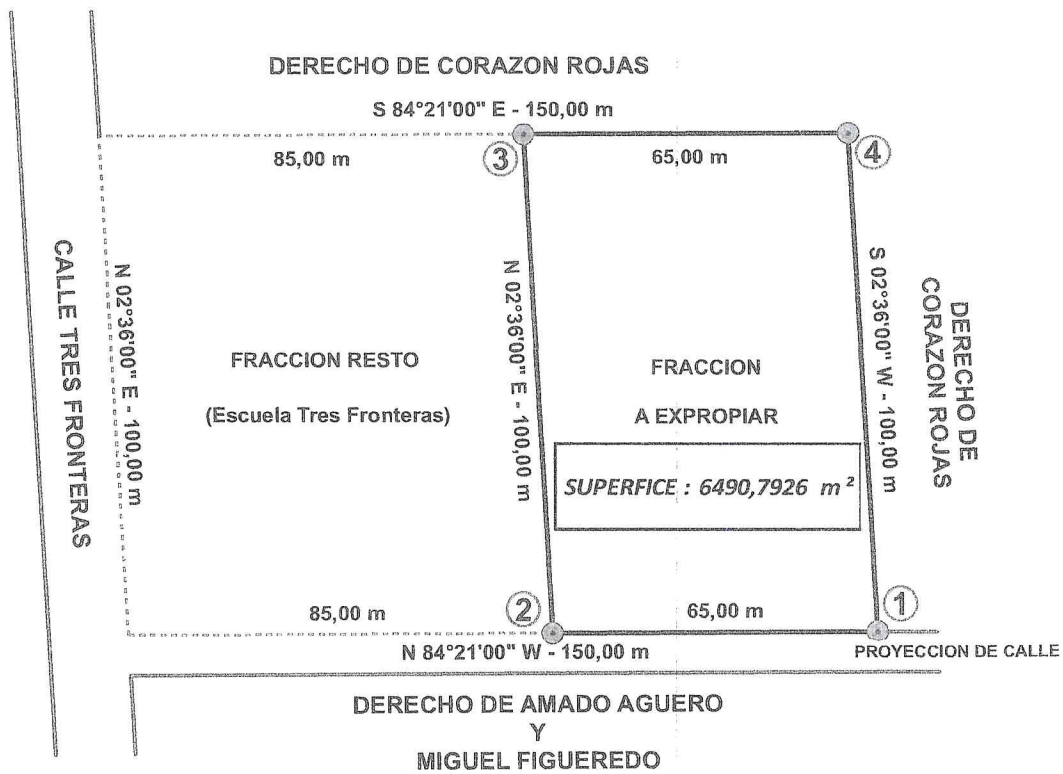 DERECHO DE CORAZON ROJAS
S 84°21'00" E - 150,00 m
85,00 m
65,00 m
3
4
CALLE TRES FRONTERAS
N 02°36'00" E - 100,00 m
N 02°36'00" E - 100,00 m
S 02°36'00" W - 100,00 m
DERECHO DE
CORAZON ROJAS
FRACCION RESTO
(Escuela Tres Fronteras)
FRACCION
A EXPROPIAR
SUPERFICE : 6490,7926 m²
85,00 m
2
65,00 m
1
N 84°21'00" W - 150,00 m
PROYECCION DE CALLE
DERECHO DE AMADO AGUERO
Y
MIGUEL FIGUEREDO